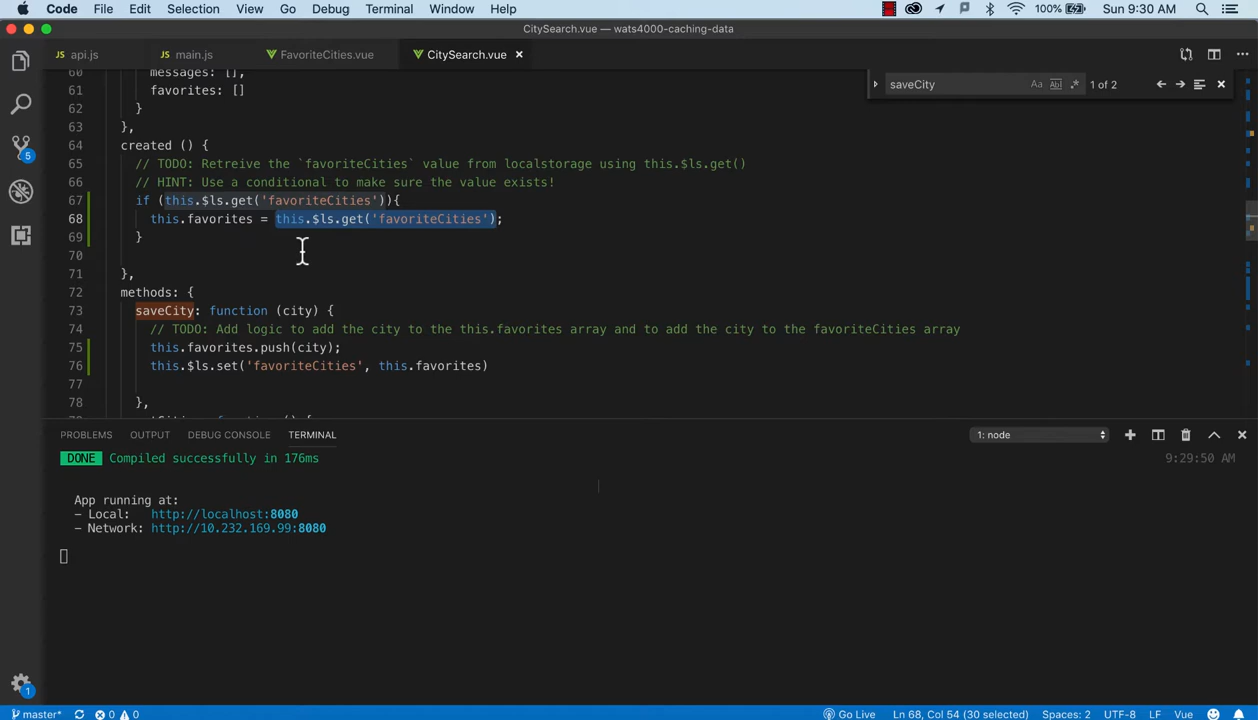 Code File Edit Selection View Go Debug Terminal Window Help 100% Sun 9:30 AM
CitySearch.vue — wats4000-caching-data
JS api.js JS main.js FavoriteCities.vue CitySearch.vue ×
saveCity Aa Abl .* 1 of 2
60 messages: [],
61 favorites: []
62 }
63 },
64 created () {
65 // TODO: Retreive the `favoriteCities` value from localstorage using this.$ls.get()
66 // HINT: Use a conditional to make sure the value exists!
67 if (this.$ls.get('favoriteCities')){
68 this.favorites = this.$ls.get('favoriteCities');
69 }
70
71 },
72 methods: {
73 saveCity: function (city) {
74 // TODO: Add logic to add the city to the this.favorites array and to add the city to the favoriteCities array
75 this.favorites.push(city);
76 this.$ls.set('favoriteCities', this.favorites)
77
78 },
5
PROBLEMS OUTPUT DEBUG CONSOLE TERMINAL 1: node
DONE Compiled successfully in 176ms 9:29:50 AM
App running at:
- Local: http://localhost:8080
- Network: http://10.232.169.99:8080
1
master* 0 0 Go Live Ln 68, Col 54 (30 selected) Spaces: 2 UTF-8 LF Vue